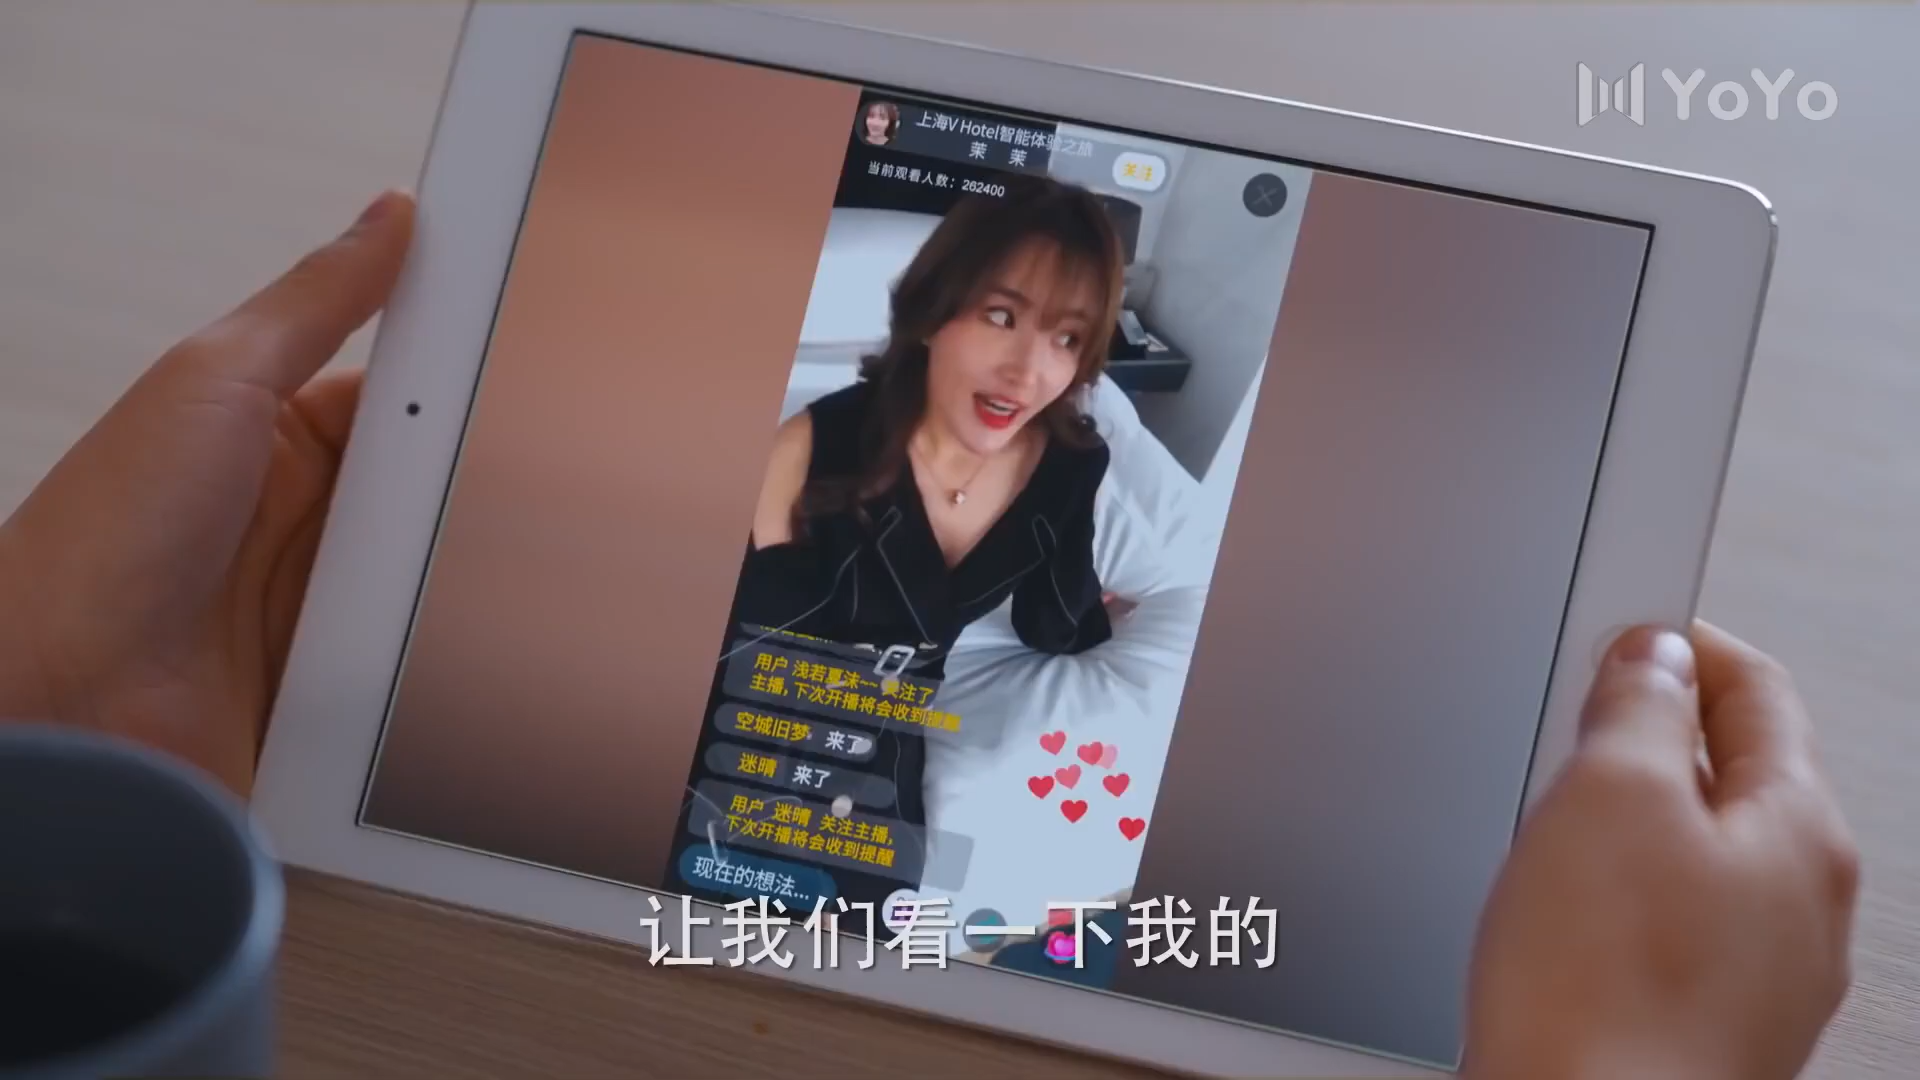 YoYo
上海V Hotel智能体验之旅
茉 茉
关注
当前观看人数：262400
用户 浅若夏沫~~ 关注了
主播，下次开播将会收到提醒
空城旧梦 来了
迷晴 来了
用户 迷晴 关注主播，
下次开播将会收到提醒
现在的想法...
让我们看一下我的